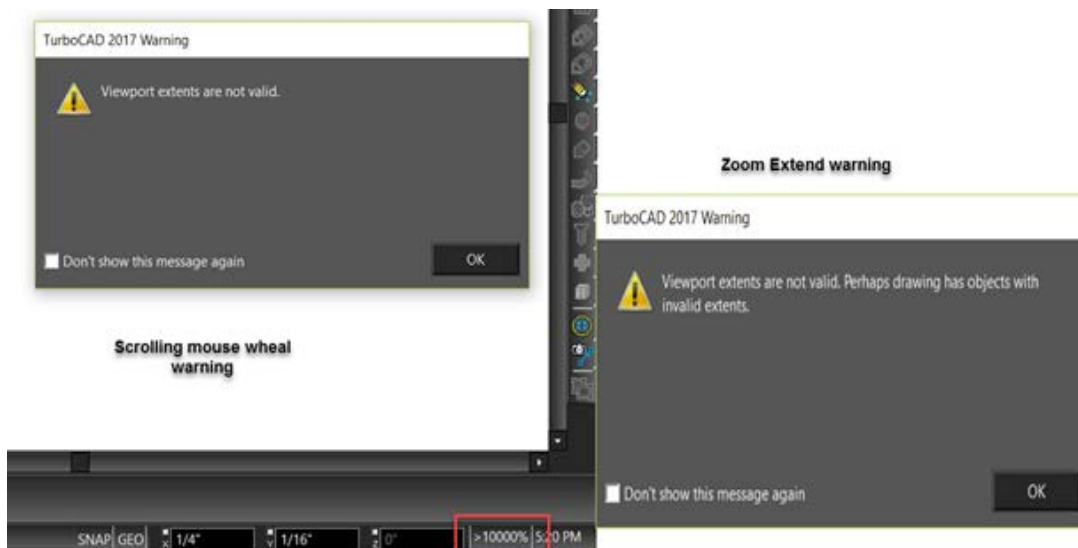 TurboCAD 2017 Warning
Viewport extents are not valid.
Don't show this message again
OK
Scrolling mouse wheal
warning
Zoom Extend warning
TurboCAD 2017 Warning
Viewport extents are not valid. Perhaps drawing has objects with
invalid extents.
Don't show this message again
OK
SNAP GEO X 1/4" Y 1/16" Z 0" >10000% 5:20 PM